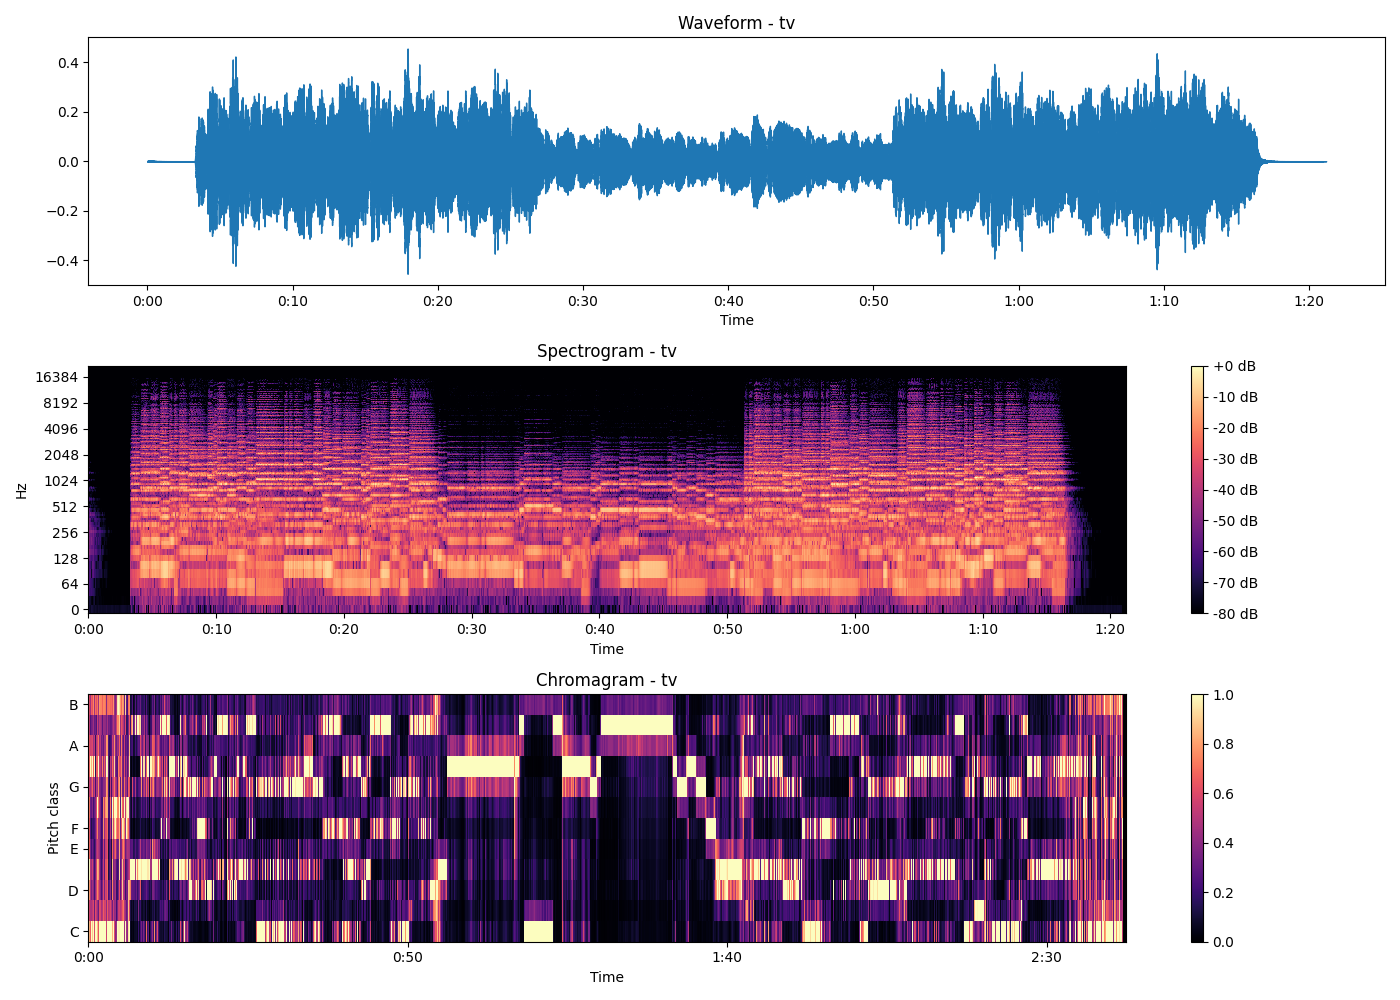 Waveform - tv
0.4
0.2
0.0
−0.2
−0.4
0:00 0:10 0:20 0:30 0:40 0:50 1:00 1:10 1:20
Time
Spectrogram - tv
Hz
16384
8192
4096
2048
1024
512
256
128
64
0
+0 dB
-10 dB
-20 dB
-30 dB
-40 dB
-50 dB
-60 dB
-70 dB
-80 dB
0:00 0:10 0:20 0:30 0:40 0:50 1:00 1:10 1:20
Time
Chromagram - tv
Pitch class
B
A
G
F
E
D
C
1.0
0.8
0.6
0.4
0.2
0.0
0:00 0:50 1:40 2:30
Time